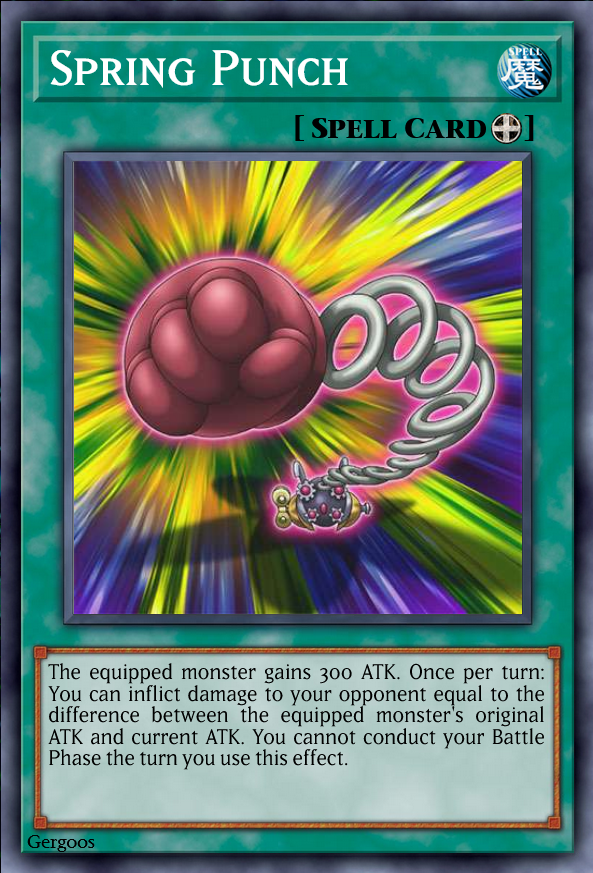 Spring Punch
SPELL
魔
[ Spell Card ]
The equipped monster gains 300 ATK. Once per turn:
You can inflict damage to your opponent equal to the
difference between the equipped monster's original
ATK and current ATK. You cannot conduct your Battle
Phase the turn you use this effect.
Gergoos